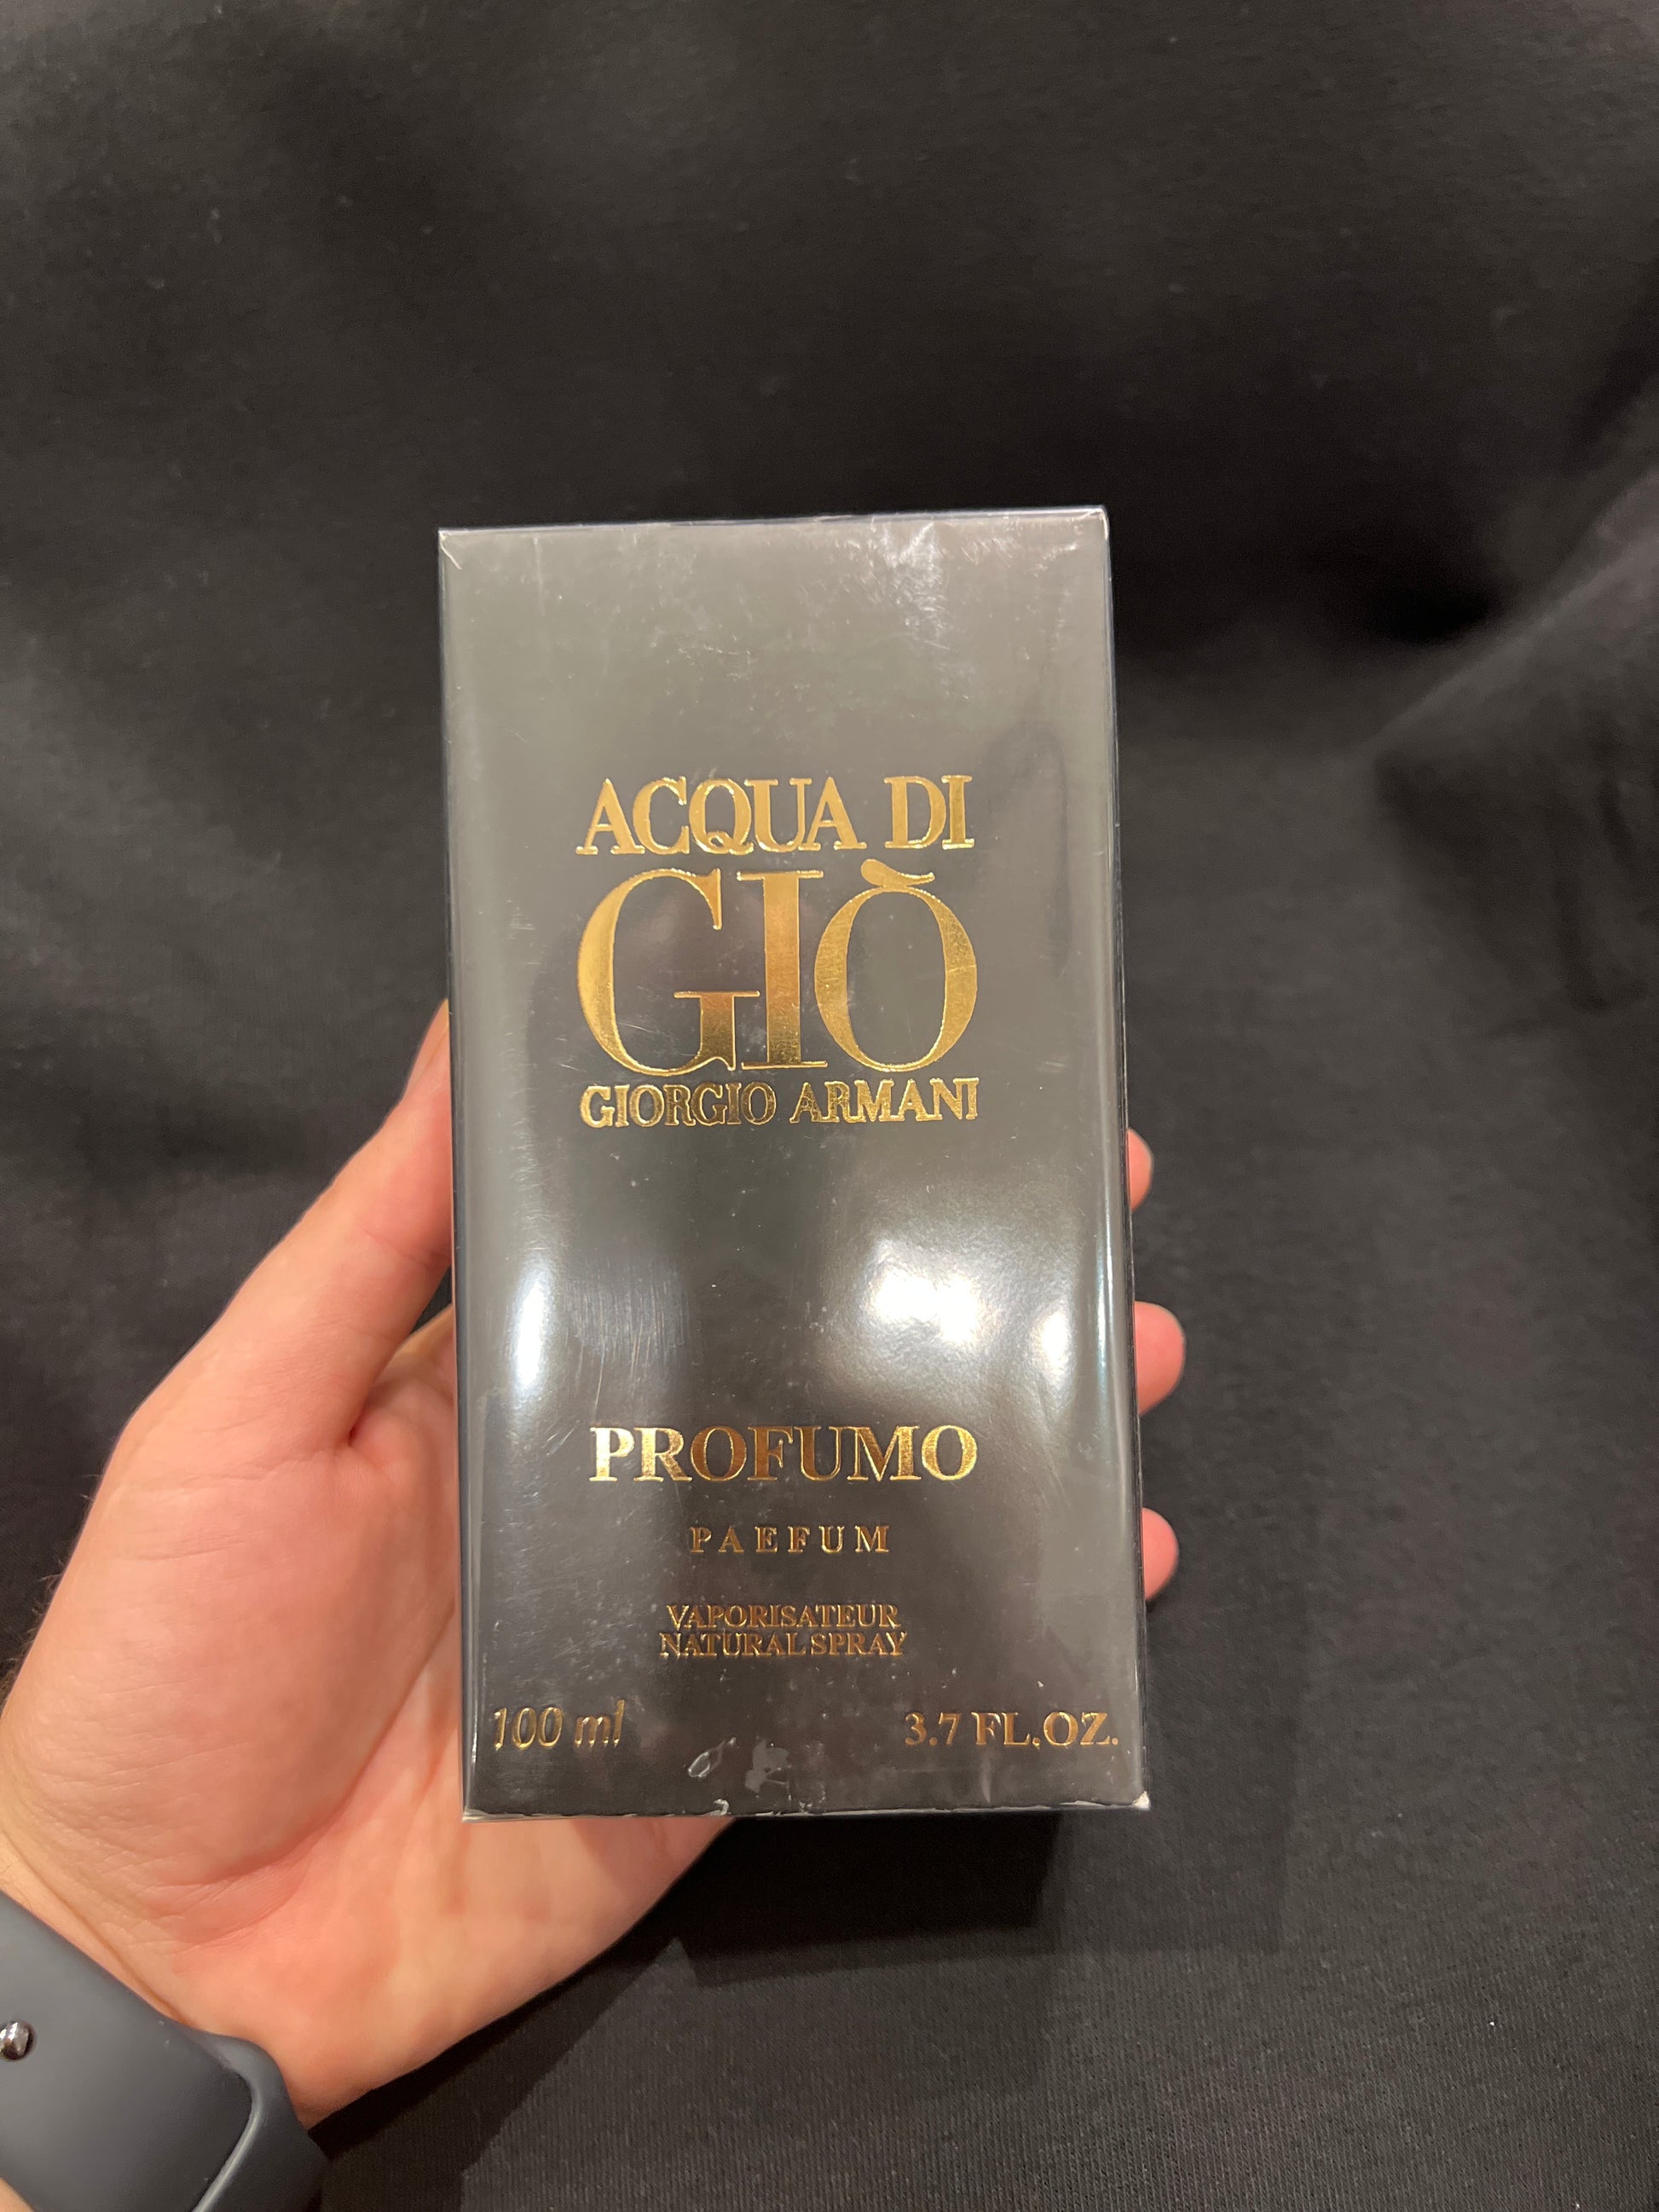 ACQUA DI
GIÒ
GIORGIO ARMANI
PROFUMO
PAEFUM
VAPORISATEUR
NATURAL SPRAY
100 ml 3.7 FL.OZ.